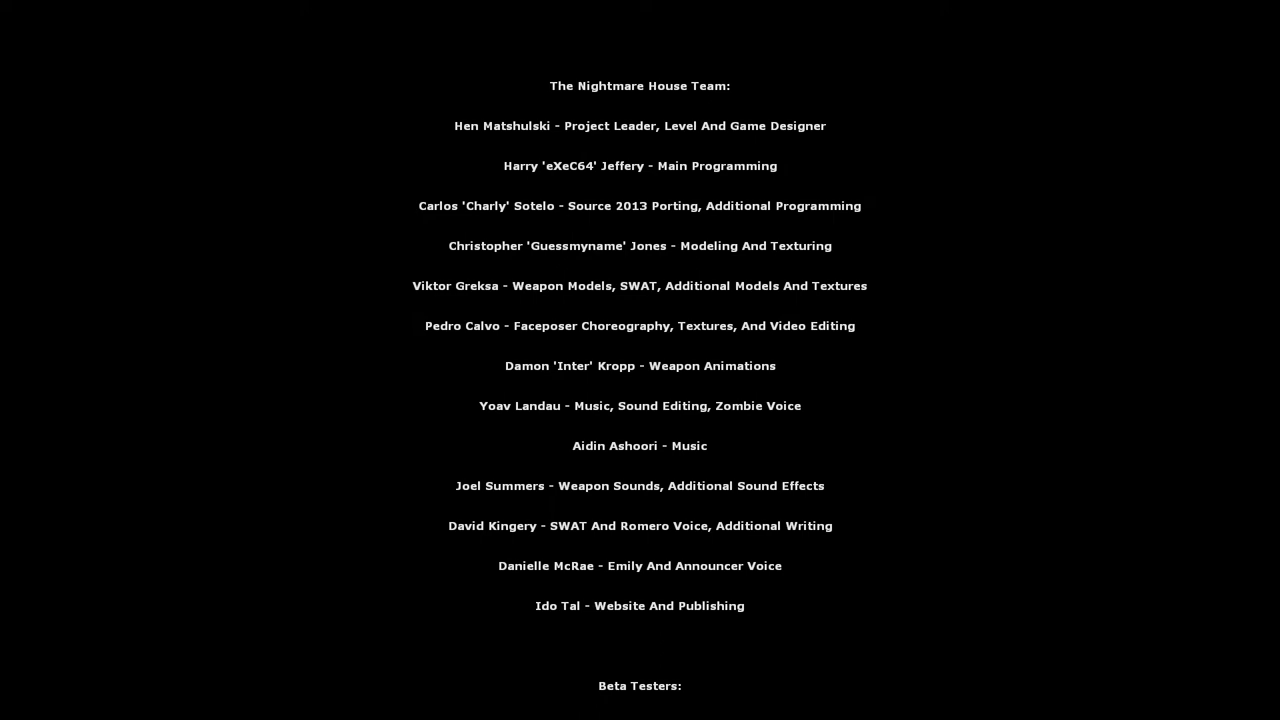 The Nightmare House Team:
Hen Matshulski - Project Leader, Level And Game Designer
Harry 'eXeC64' Jeffery - Main Programming
Carlos 'Charly' Sotelo - Source 2013 Porting, Additional Programming
Christopher 'Guessmyname' Jones - Modeling And Texturing
Viktor Greksa - Weapon Models, SWAT, Additional Models And Textures
Pedro Calvo - Faceposer Choreography, Textures, And Video Editing
Damon 'Inter' Kropp - Weapon Animations
Yoav Landau - Music, Sound Editing, Zombie Voice
Aidin Ashoori - Music
Joel Summers - Weapon Sounds, Additional Sound Effects
David Kingery - SWAT And Romero Voice, Additional Writing
Danielle McRae - Emily And Announcer Voice
Ido Tal - Website And Publishing
Beta Testers: